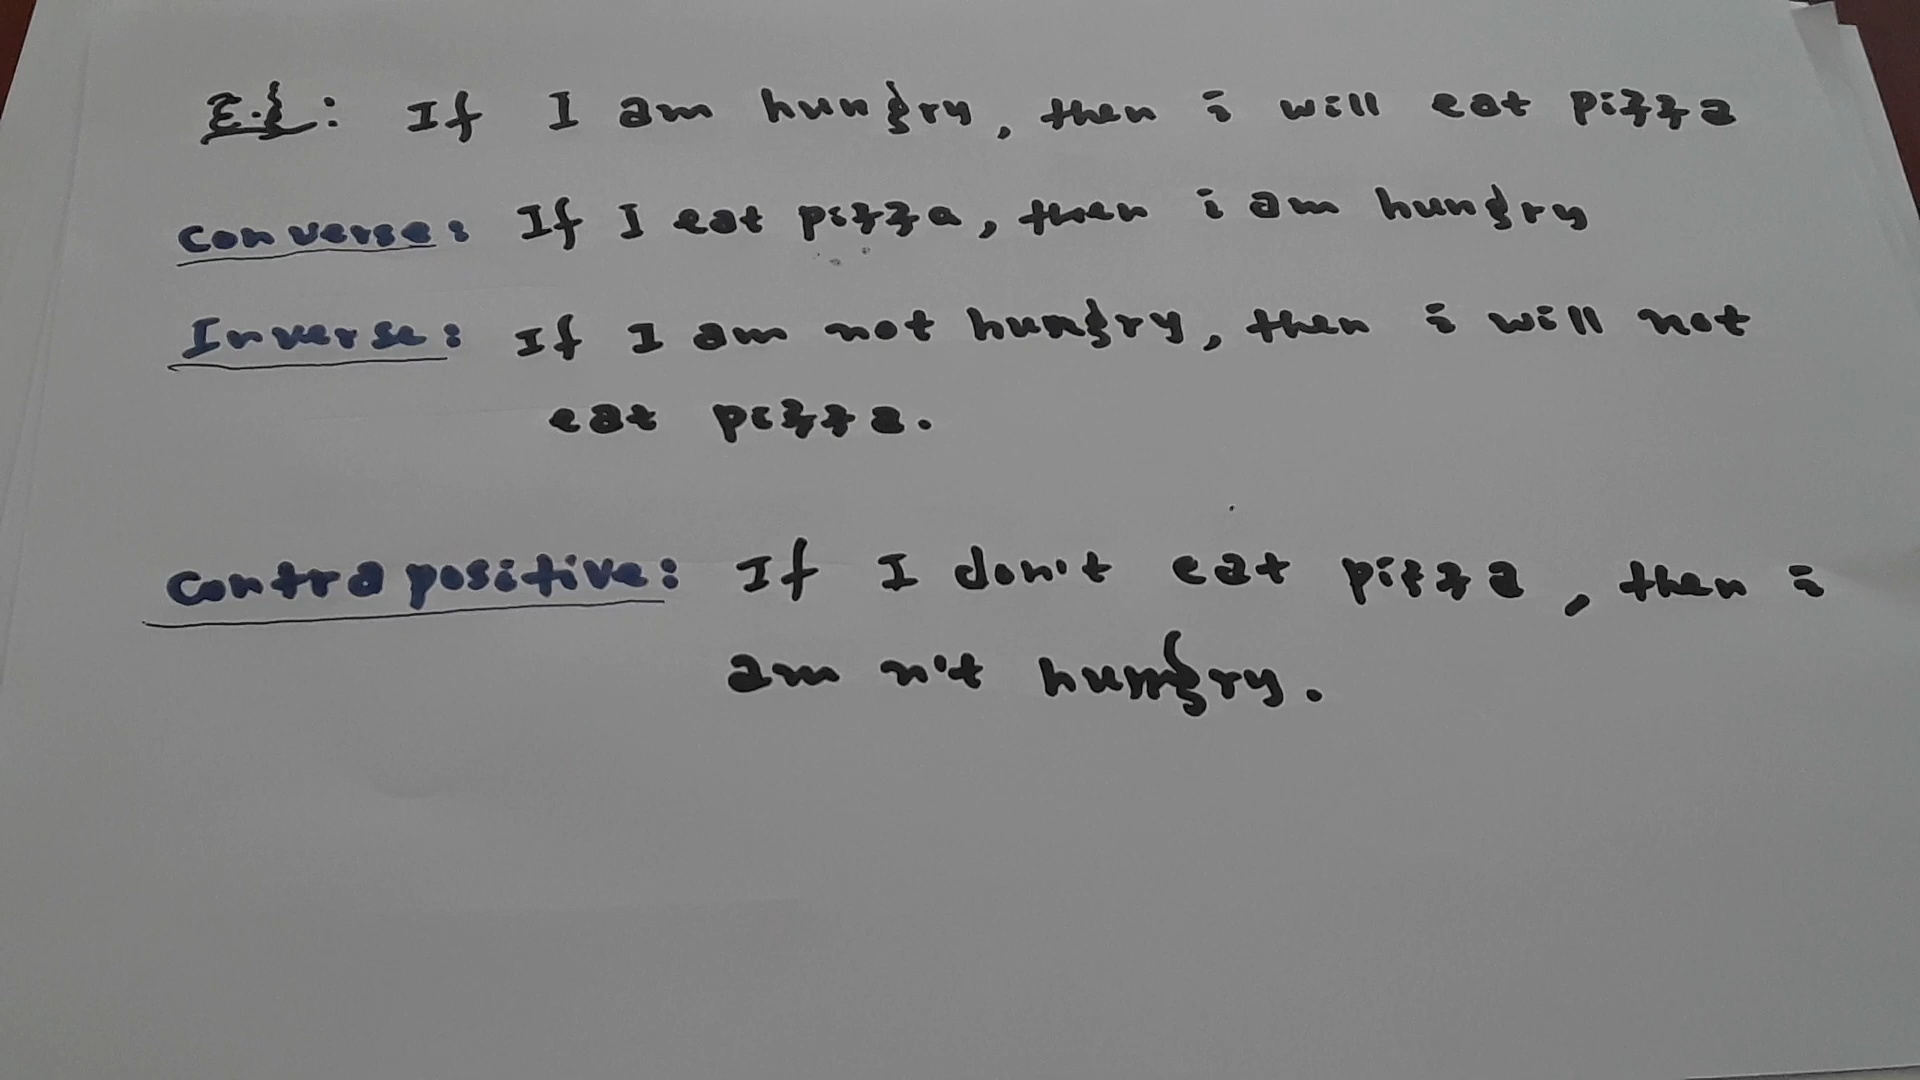 E.g: If I am hungry, then i will eat pizza
converse: If I eat pizza, then i am hungry
Inverse: If I am not hungry, then i will not
eat pizza.
contrapositive: If I don't eat pizza, then i
am n't hungry.